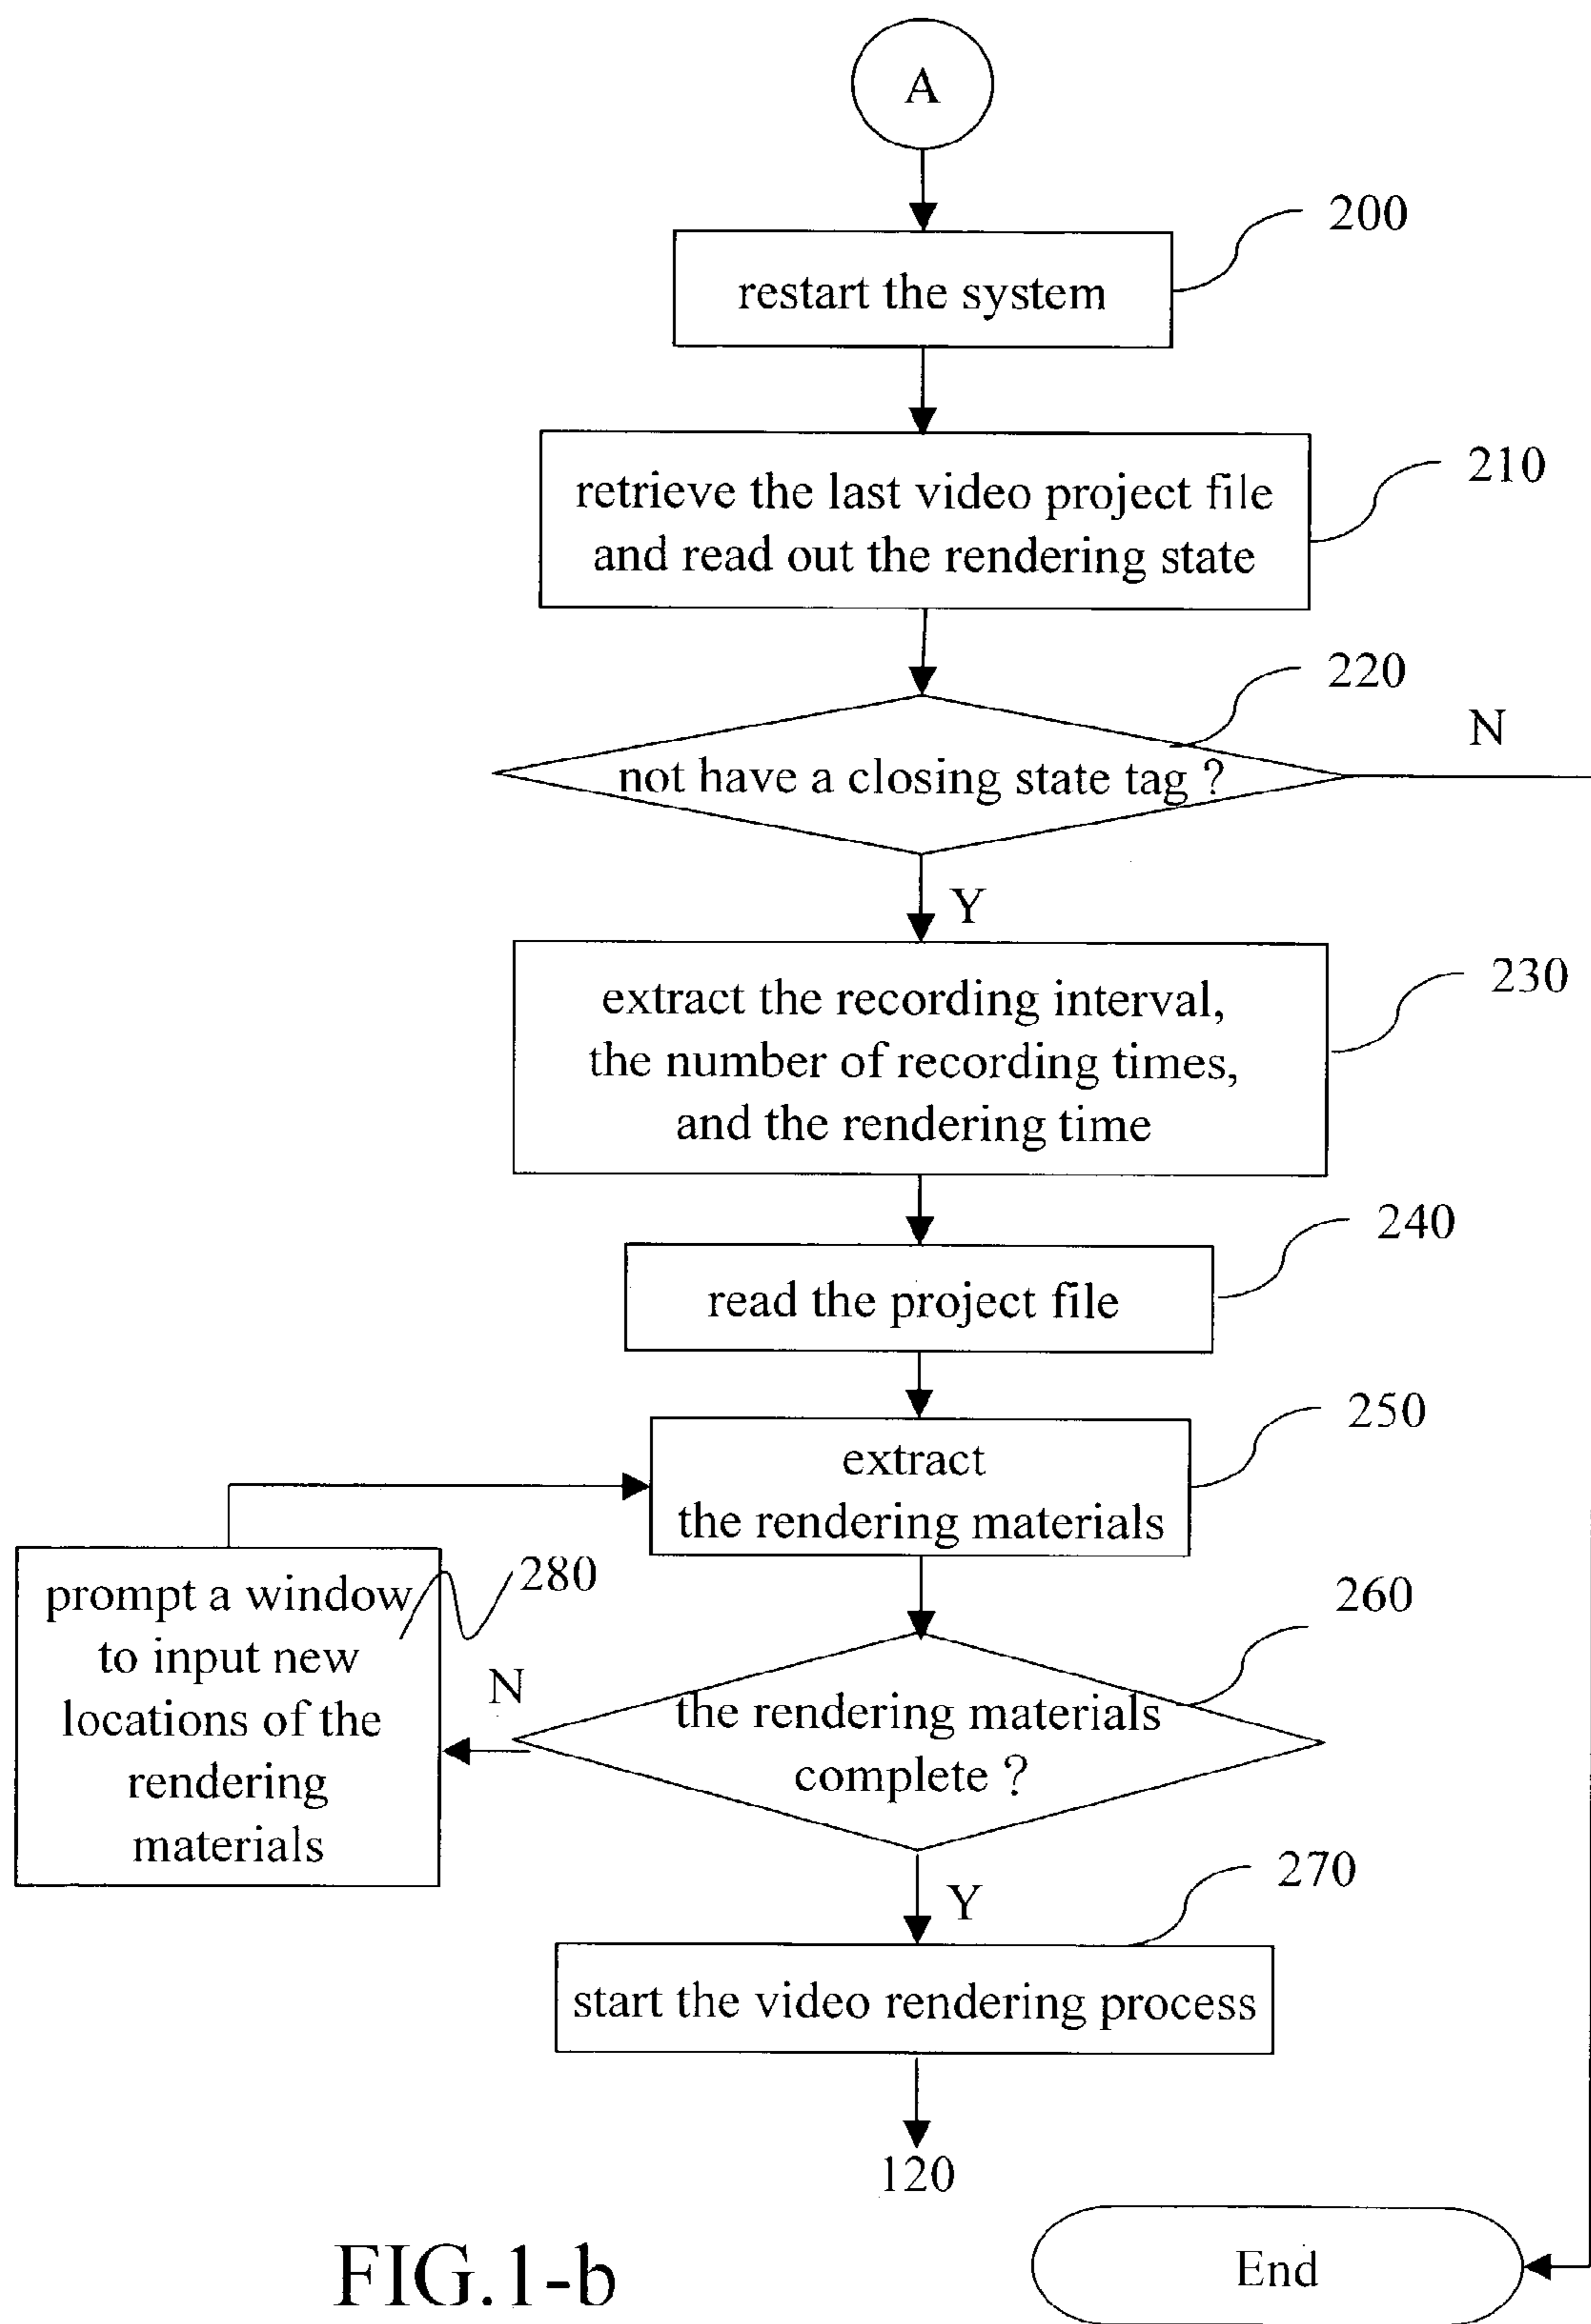 A
200
restart the system
210
retrieve the last video project file
and read out the rendering state
220
N
not have a closing state tag ?
Y
230
extract the recording interval,
the number of recording times,
and the rendering time
240
read the project file
250
extract
the rendering materials
280
prompt a window
to input new
locations of the
rendering
materials
260
N
the rendering materials
complete ?
270
Y
start the video rendering process
120
End
FIG.1-b